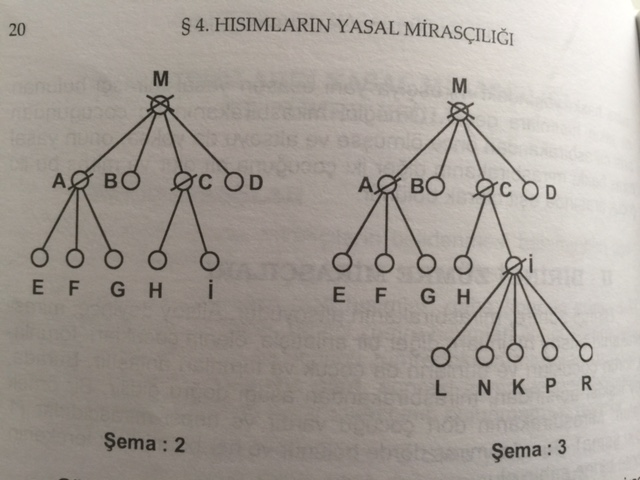 20
§ 4. HISIMLARIN YASAL MİRASÇILIĞI
M
A B C D
E F G H İ
Şema : 2
M
A B C D
E F G H İ
L N K P R
Şema : 3